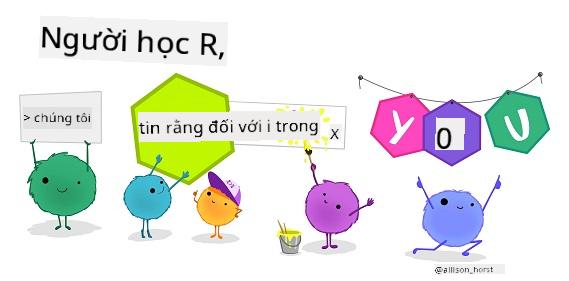 Người học R,
> chúng tôi
tin rằng đối với i trong x
y 0 u
@allison_horst